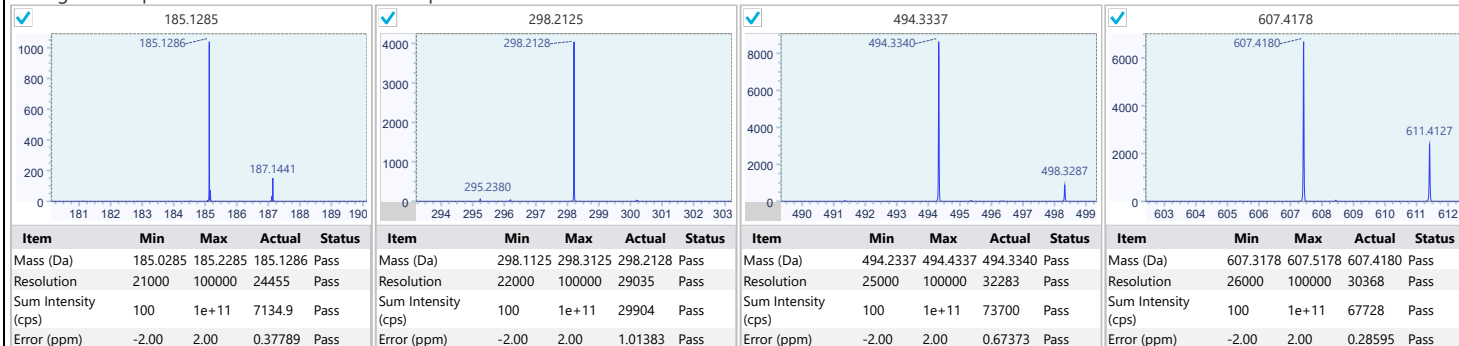 185.1285
1000
800
600
400
200
0
185.1286
187.1441
181 182 183 184 185 186 187 188 189 190
Item Min Max Actual Status
Mass (Da) 185.0285 185.2285 185.1286 Pass
Resolution 21000 100000 24455 Pass
Sum Intensity (cps) 100 1e+11 7134.9 Pass
Error (ppm) -2.00 2.00 0.37789 Pass
298.2125
4000
3000
2000
1000
0
298.2128
295.2380
294 295 296 297 298 299 300 301 302 303
Item Min Max Actual Status
Mass (Da) 298.1125 298.3125 298.2128 Pass
Resolution 22000 100000 29035 Pass
Sum Intensity (cps) 100 1e+11 29904 Pass
Error (ppm) -2.00 2.00 1.01383 Pass
494.3337
8000
6000
4000
2000
0
494.3340
498.3287
490 491 492 493 494 495 496 497 498 499
Item Min Max Actual Status
Mass (Da) 494.2337 494.4337 494.3340 Pass
Resolution 25000 100000 32283 Pass
Sum Intensity (cps) 100 1e+11 73700 Pass
Error (ppm) -2.00 2.00 0.67373 Pass
607.4178
6000
4000
2000
0
607.4180
611.4127
603 604 605 606 607 608 609 610 611 612
Item Min Max Actual Status
Mass (Da) 607.3178 607.5178 607.4180 Pass
Resolution 26000 100000 30368 Pass
Sum Intensity (cps) 100 1e+11 67728 Pass
Error (ppm) -2.00 2.00 0.28595 Pass